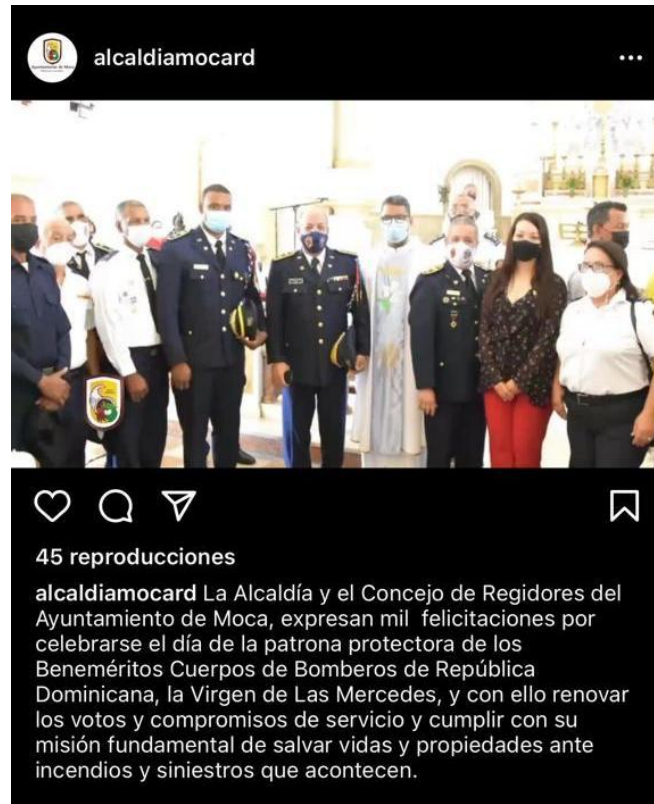 alcaldiamocard
45 reproducciones
alcaldiamocard La Alcaldía y el Concejo de Regidores del
Ayuntamiento de Moca, expresan mil  felicitaciones por
celebrarse el día de la patrona protectora de los
Beneméritos Cuerpos de Bomberos de República
Dominicana, la Virgen de Las Mercedes, y con ello renovar
los votos y compromisos de servicio y cumplir con su
misión fundamental de salvar vidas y propiedades ante
incendios y siniestros que acontecen.